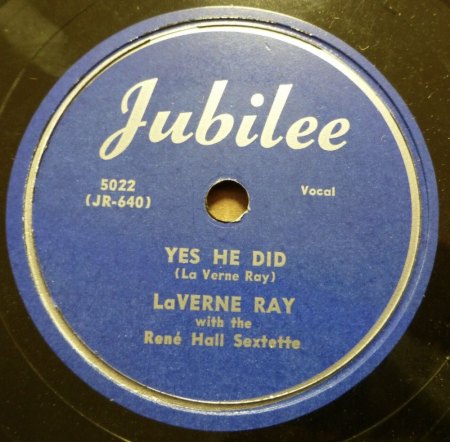 Jubilee
5022
(JR-640)
Vocal
YES HE DID
(La Verne Ray)
LaVERNE RAY
with the
René Hall Sextette